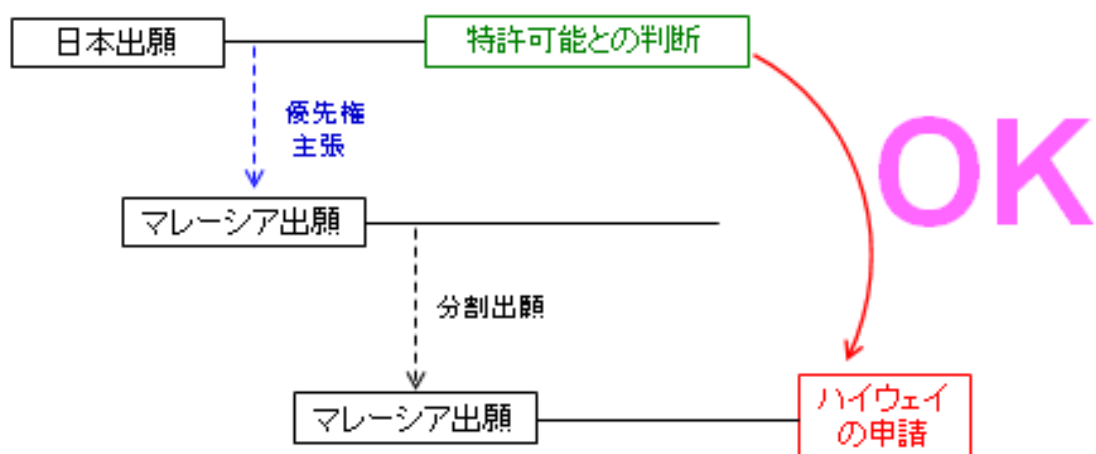 日本出願
特許可能との判断
優先権
主張
OK
マレーシア出願
分割出願
マレーシア出願
ハイウェイ
の申請